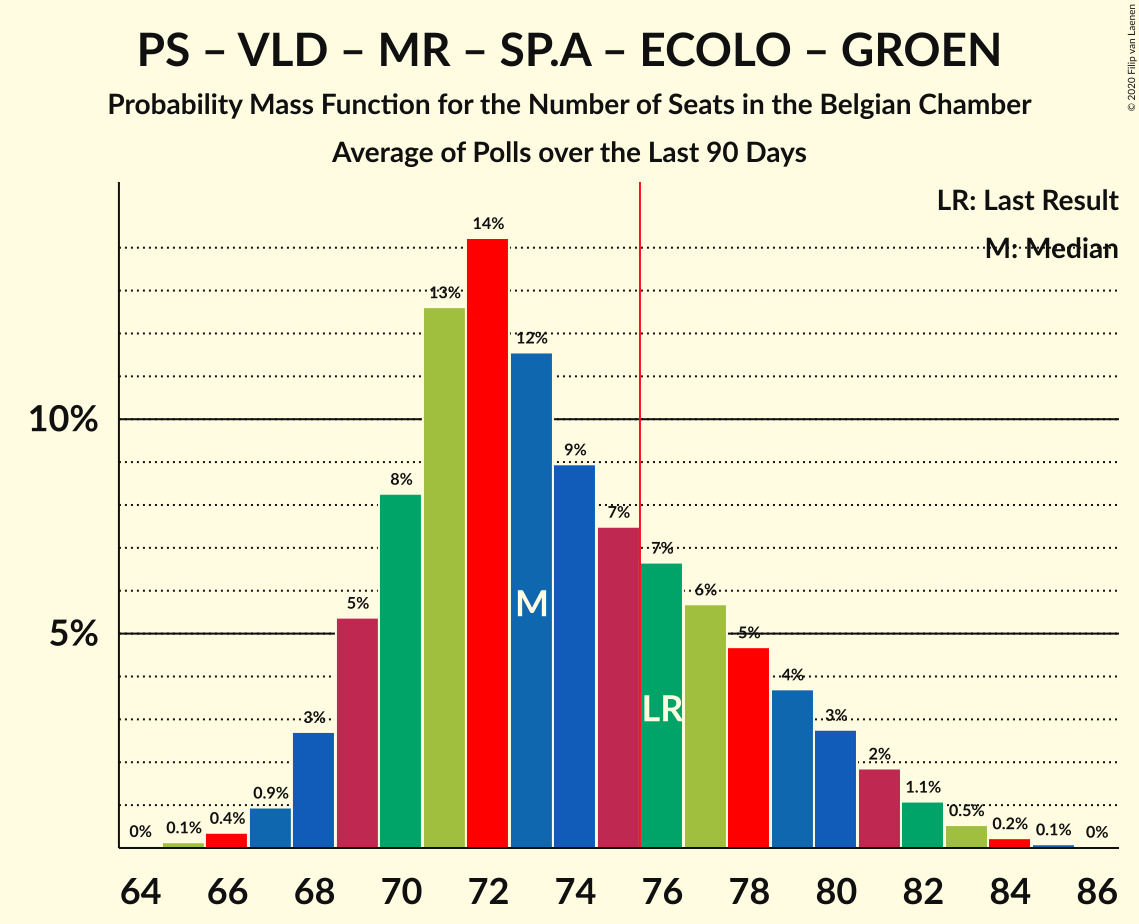 PS – VLD – MR – SP.A – ECOLO – GROEN
Probability Mass Function for the Number of Seats in the Belgian Chamber
Average of Polls over the Last 90 Days
© 2020 Filip van Laenen
LR: Last Result
M: Median
10%
5%
0%
0.1%
0.4%
0.9%
3%
5%
8%
13%
14%
12%
9%
7%
7%
6%
5%
4%
3%
2%
1.1%
0.5%
0.2%
0.1%
0%
M
LR
64 66 68 70 72 74 76 78 80 82 84 86